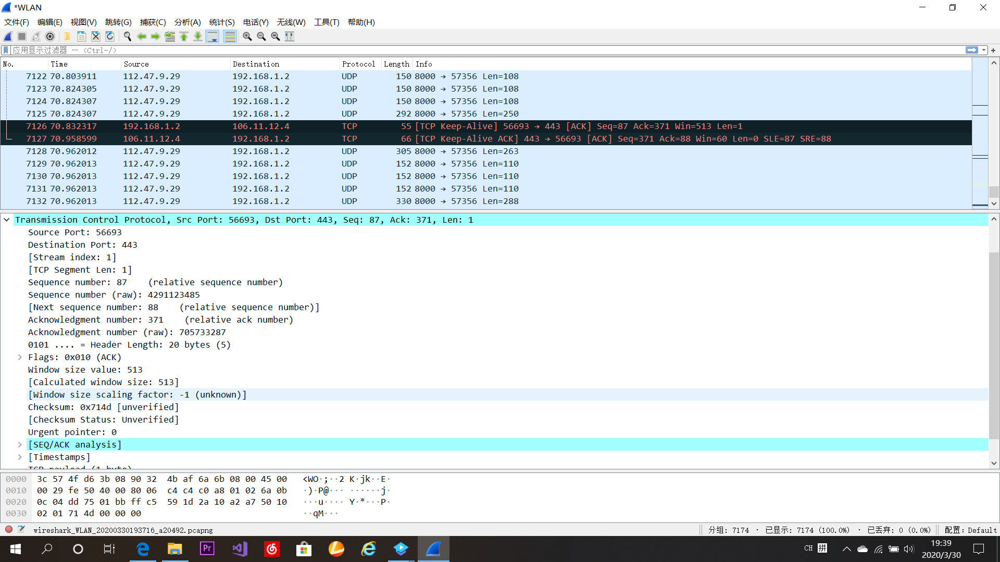 *WLAN
文件(F) 编辑(E) 视图(V) 跳转(G) 捕获(C) 分析(A) 统计(S) 电话(Y) 无线(W) 工具(T) 帮助(H)
应用显示过滤器 … <Ctrl-/>
No. Time Source Destination Protocol Length Info
7122 70.803911 112.47.9.29 192.168.1.2 UDP 150 8000 → 57356 Len=108
7123 70.824305 112.47.9.29 192.168.1.2 UDP 150 8000 → 57356 Len=108
7124 70.824307 112.47.9.29 192.168.1.2 UDP 150 8000 → 57356 Len=108
7125 70.824307 112.47.9.29 192.168.1.2 UDP 292 8000 → 57356 Len=250
7126 70.832317 192.168.1.2 106.11.12.4 TCP 55 [TCP Keep-Alive] 56693 → 443 [ACK] Seq=87 Ack=371 Win=513 Len=1
7127 70.958599 106.11.12.4 192.168.1.2 TCP 66 [TCP Keep-Alive ACK] 443 → 56693 [ACK] Seq=371 Ack=88 Win=60 Len=0 SLE=87 SRE=88
7128 70.962012 112.47.9.29 192.168.1.2 UDP 305 8000 → 57356 Len=263
7129 70.962013 112.47.9.29 192.168.1.2 UDP 152 8000 → 57356 Len=110
7130 70.962013 112.47.9.29 192.168.1.2 UDP 152 8000 → 57356 Len=110
7131 70.962013 112.47.9.29 192.168.1.2 UDP 152 8000 → 57356 Len=110
7132 70.962013 112.47.9.29 192.168.1.2 UDP 330 8000 → 57356 Len=288
Transmission Control Protocol, Src Port: 56693, Dst Port: 443, Seq: 87, Ack: 371, Len: 1
Source Port: 56693
Destination Port: 443
[Stream index: 1]
[TCP Segment Len: 1]
Sequence number: 87 (relative sequence number)
Sequence number (raw): 4291123485
[Next sequence number: 88 (relative sequence number)]
Acknowledgment number: 371 (relative ack number)
Acknowledgment number (raw): 705733287
0101 .... = Header Length: 20 bytes (5)
Flags: 0x010 (ACK)
Window size value: 513
[Calculated window size: 513]
[Window size scaling factor: -1 (unknown)]
Checksum: 0x714d [unverified]
[Checksum Status: Unverified]
Urgent pointer: 0
[SEQ/ACK analysis]
[Timestamps]
TCP payload (1 byte)
0000 3c 57 4f d6 3b 08 90 32 4b af 6a 6b 08 00 45 00 <WO·;··2 K·jk··E·
0010 00 29 fe 50 40 00 80 06 c4 c4 c0 a8 01 02 6a 0b ·)·P@··· ······j·
0020 0c 04 dd 75 01 bb ff c5 59 1d 2a 10 a2 a7 50 10 ···u···· Y·*···P·
0030 02 01 71 4d 00 00 00 ··qM···
wireshark_WLAN_20200330193716_a20492.pcapng 分组: 7174 · 已显示: 7174 (100.0%) · 已丢弃: 0 (0.0%) 配置: Default
Pr
CH 拼 19:39
2020/3/30